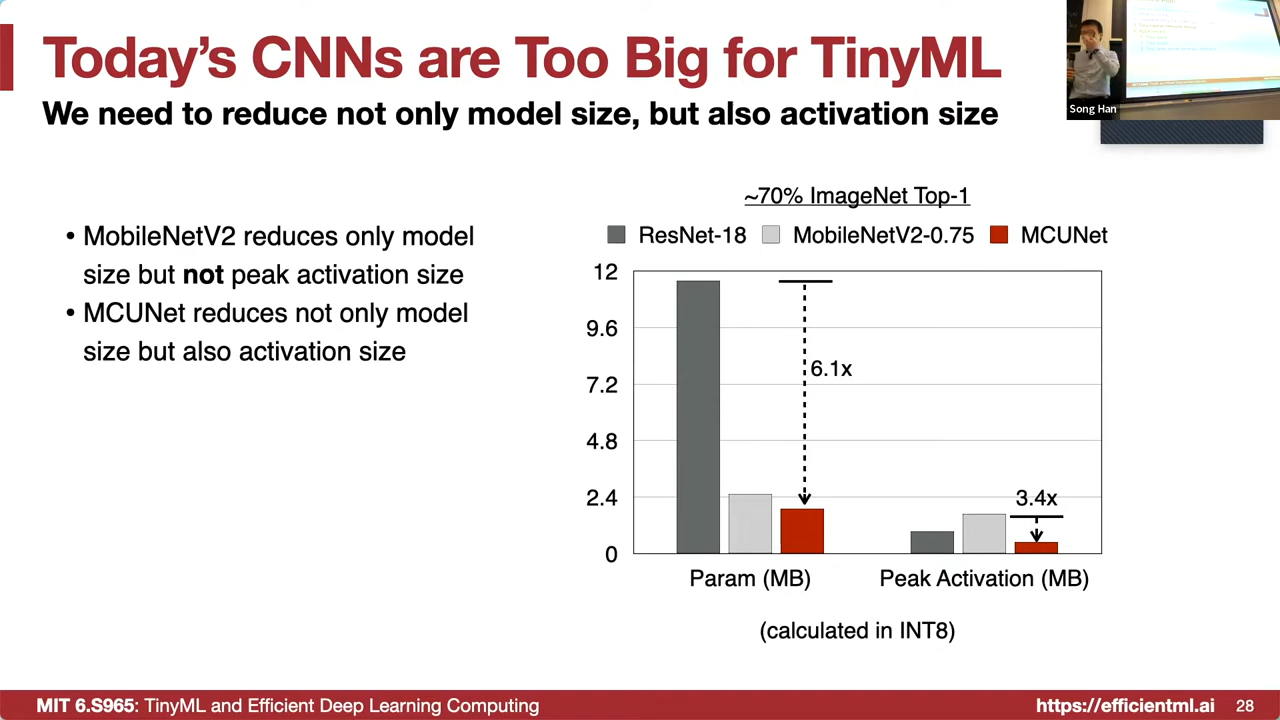 Today's CNNs are Too Big for TinyML
We need to reduce not only model size, but also activation size
Song Han
• MobileNetV2 reduces only model
size but not peak activation size
• MCUNet reduces not only model
size but also activation size
~70% ImageNet Top-1
ResNet-18 MobileNetV2-0.75 MCUNet
12
9.6
7.2
4.8
2.4
0
6.1x
3.4x
Param (MB) Peak Activation (MB)
(calculated in INT8)
MIT 6.S965: TinyML and Efficient Deep Learning Computing
https://efficientml.ai 28